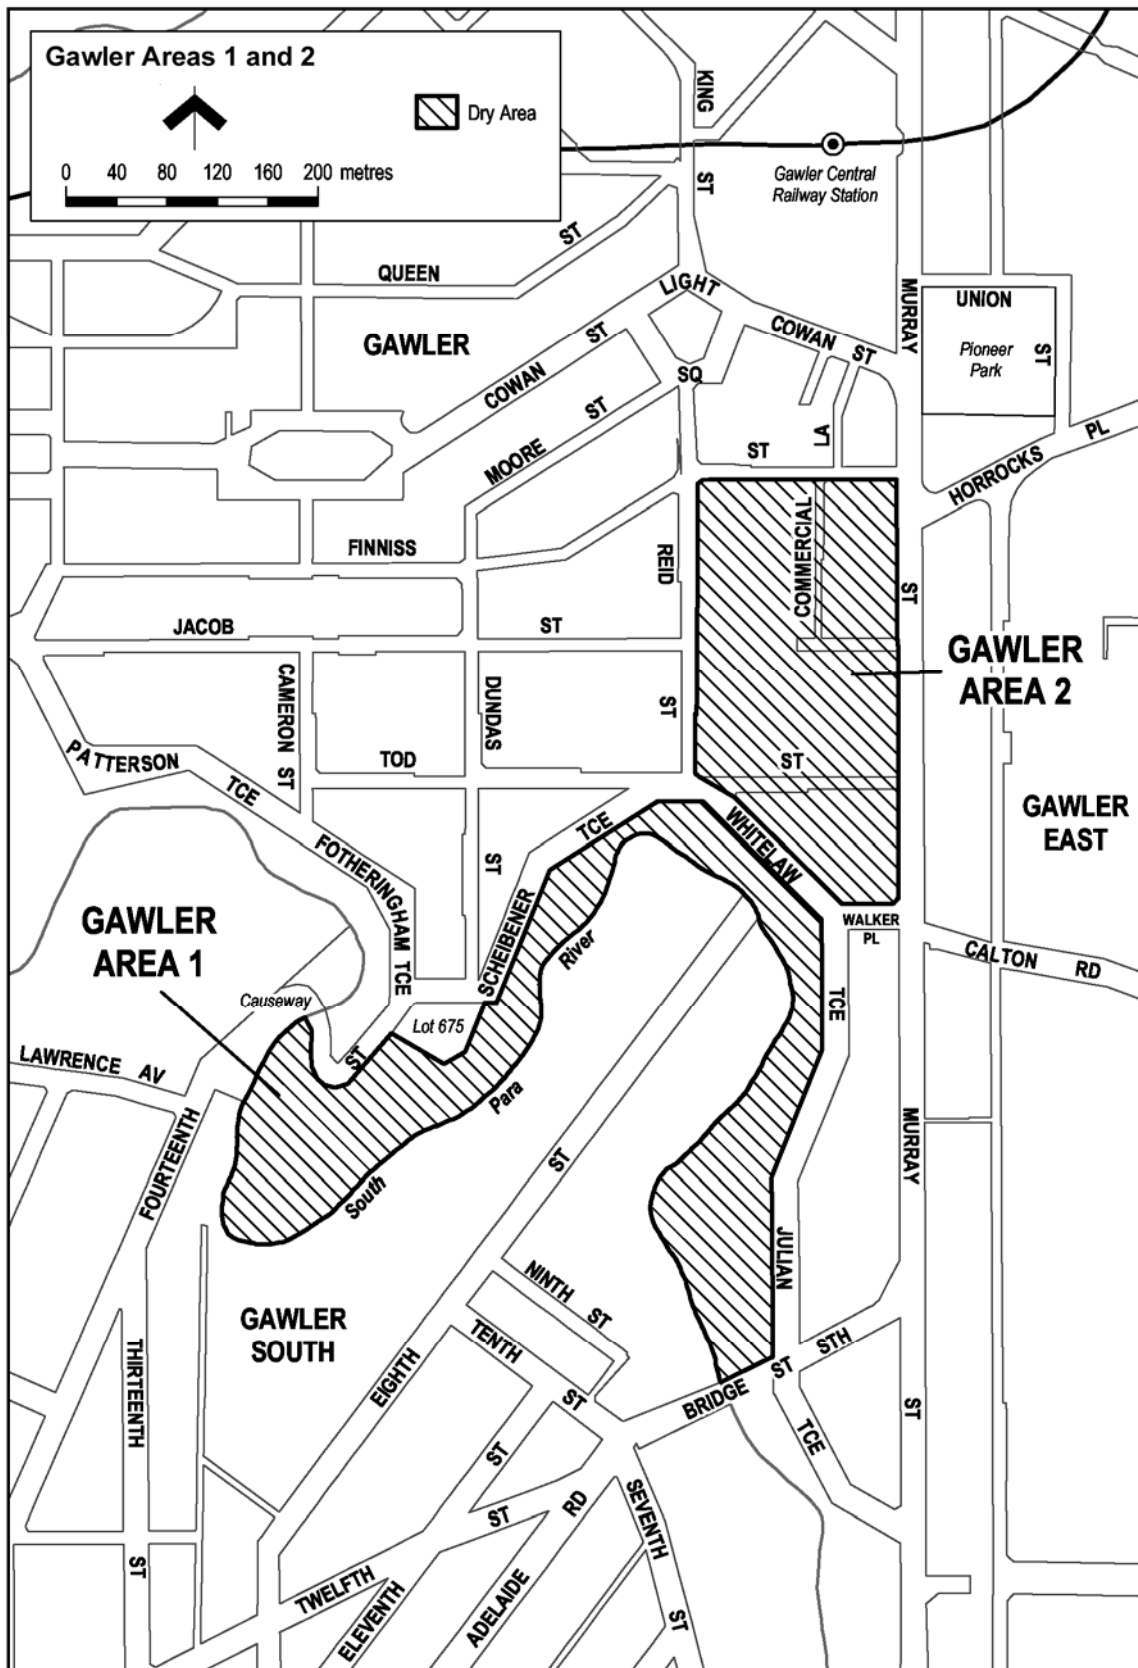 Gawler Areas 1 and 2
Dry Area
0 40 80 120 160 200 metres
KING
ST
Gawler Central
Railway Station
QUEEN
ST
LIGHT
SQ
MURRAY
UNION
ST
Pioneer
Park
GAWLER
COWAN
ST
COWAN
ST
MOORE
ST
ST
LA
HORROCKS
PL
FINNISS
REID
COMMERCIAL
ST
JACOB
ST
GAWLER
AREA 2
CAMERON ST
DUNDAS
ST
PATTERSON
TCE
TOD
ST
GAWLER
EAST
FOTHERINGHAM TCE
ST
TCE
WHITELAW
SCHEIBENER
GAWLER
AREA 1
River
WALKER
PL
CALTON
RD
Causeway
Lot 675
TCE
ST
LAWRENCE
AV
Para
FOURTEENTH
South
ST
MURRAY
JULIAN
NINTH
ST
GAWLER
SOUTH
TENTH
ST
STH
ST
BRIDGE
THIRTEENTH
EIGHTH
ST
TCE
ST
ST
RD
SEVENTH
ST
TWELFTH
ELEVENTH
ADELAIDE
ST